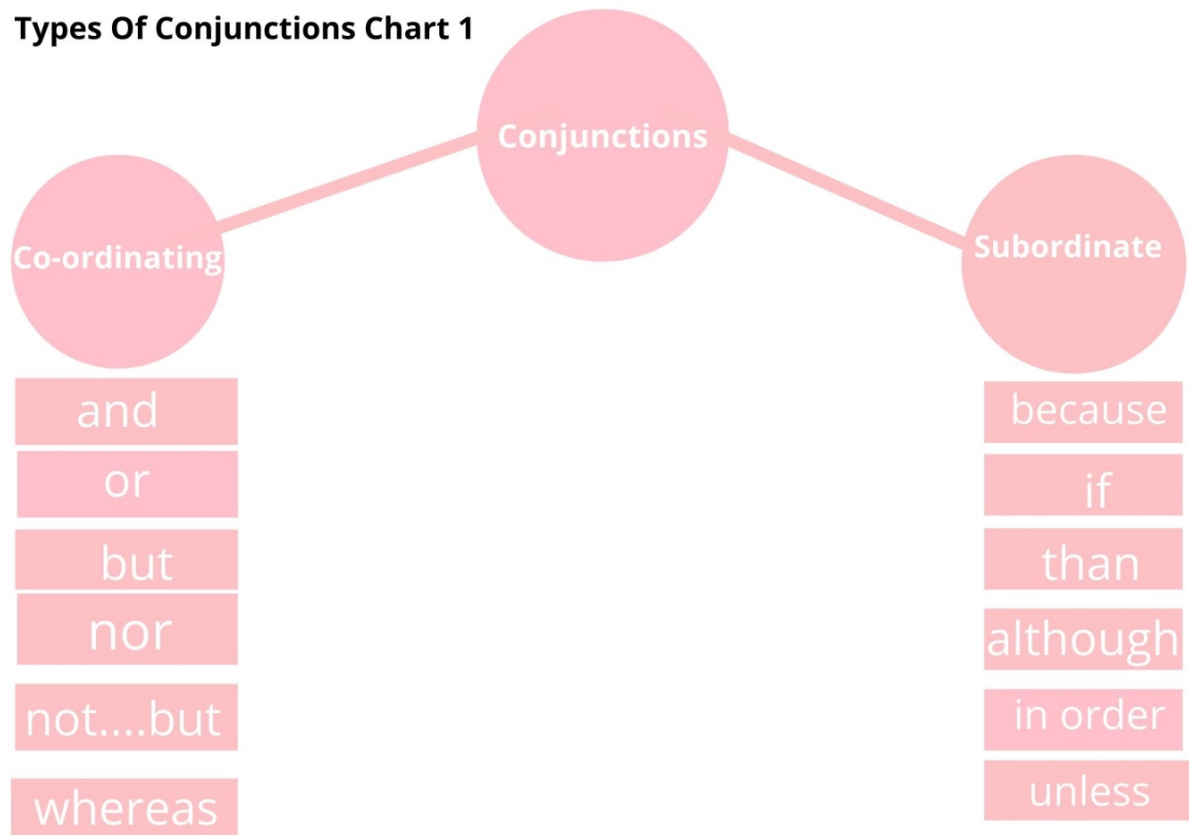 Types Of Conjunctions Chart 1
Conjunctions
Co-ordinating
and
or
but
nor
not....but
whereas
Subordinate
because
if
than
although
in order
unless